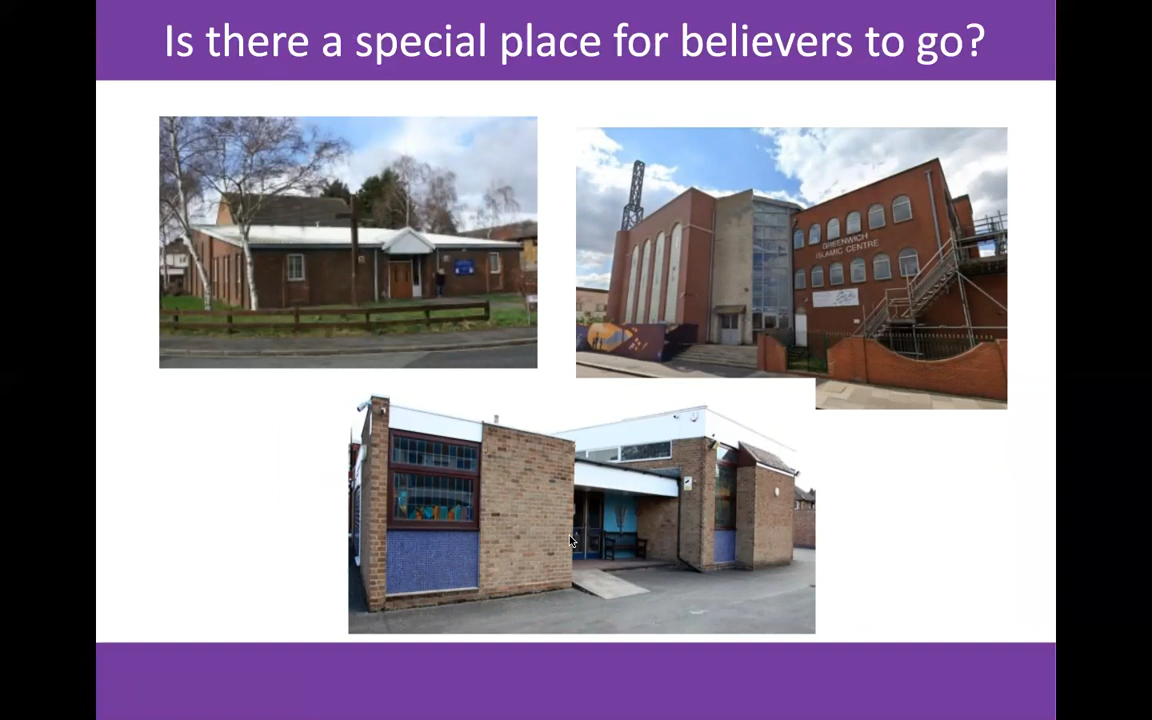 Is there a special place for believers to go?
GREENWICH
ISLAMIC CENTRE